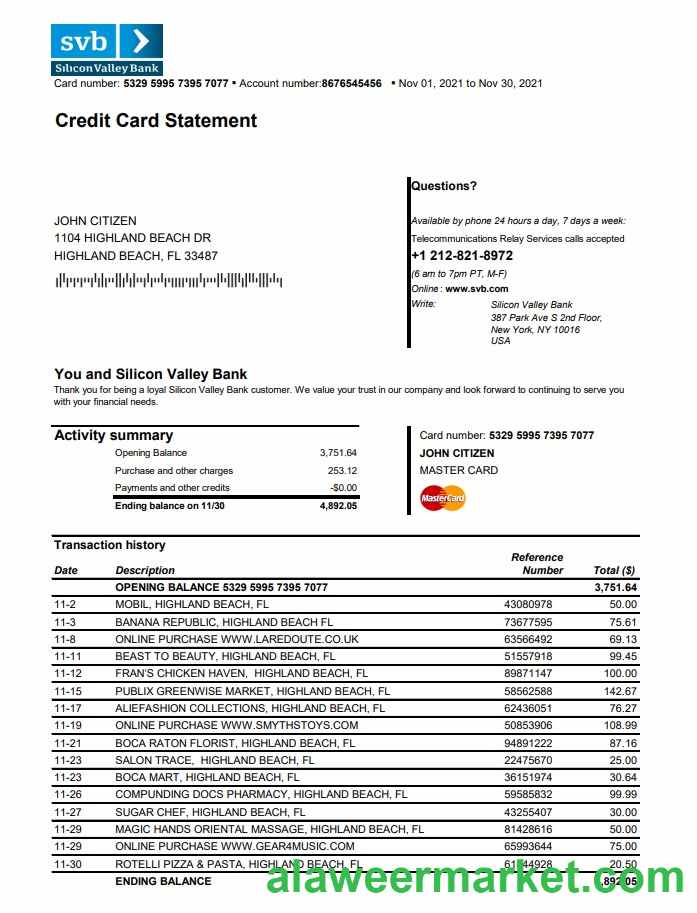 svb
Silicon Valley Bank
Card number: 5329 5995 7395 7077 • Account number:8676545456 • Nov 01, 2021 to Nov 30, 2021
Credit Card Statement
JOHN CITIZEN
1104 HIGHLAND BEACH DR
HIGHLAND BEACH, FL 33487
Questions?
Available by phone 24 hours a day, 7 days a week:
Telecommunications Relay Services calls accepted
+1 212-821-8972
(6 am to 7pm PT, M-F)
Online: www.svb.com
Write: Silicon Valley Bank
387 Park Ave S 2nd Floor,
New York, NY 10016
USA
You and Silicon Valley Bank
Thank you for being a loyal Silicon Valley Bank customer. We value your trust in our company and look forward to continuing to serve you
with your financial needs.
Activity summary
Opening Balance 3,751.64
Purchase and other charges 253.12
Payments and other credits -$0.00
Ending balance on 11/30 4,892.05
Card number: 5329 5995 7395 7077
JOHN CITIZEN
MASTER CARD
MasterCard
Transaction history
Date Description Reference Number Total ($)
OPENING BALANCE 5329 5995 7395 7077 3,751.64
11-2 MOBIL, HIGHLAND BEACH, FL 43080978 50.00
11-3 BANANA REPUBLIC, HIGHLAND BEACH FL 73677595 75.61
11-8 ONLINE PURCHASE WWW.LAREDOUTE.CO.UK 63566492 69.13
11-11 BEAST TO BEAUTY, HIGHLAND BEACH, FL 51557918 99.45
11-12 FRAN'S CHICKEN HAVEN, HIGHLAND BEACH, FL 89871147 100.00
11-15 PUBLIX GREENWISE MARKET, HIGHLAND BEACH, FL 58562588 142.67
11-17 ALIEFASHION COLLECTIONS, HIGHLAND BEACH, FL 62436051 76.27
11-19 ONLINE PURCHASE WWW.SMYTHSTOYS.COM 50853906 108.99
11-21 BOCA RATON FLORIST, HIGHLAND BEACH, FL 94891222 87.16
11-23 SALON TRACE, HIGHLAND BEACH, FL 22475670 25.00
11-23 BOCA MART, HIGHLAND BEACH, FL 36151974 30.64
11-26 COMPUNDING DOCS PHARMACY, HIGHLAND BEACH, FL 59585832 99.99
11-27 SUGAR CHEF, HIGHLAND BEACH, FL 43255407 30.00
11-29 MAGIC HANDS ORIENTAL MASSAGE, HIGHLAND BEACH, FL 81428616 50.00
11-29 ONLINE PURCHASE WWW.GEAR4MUSIC.COM 65993644 75.00
11-30 ROTELLI PIZZA & PASTA, HIGHLAND BEACH, FL 20.50
ENDING BALANCE
alaweermarket.com